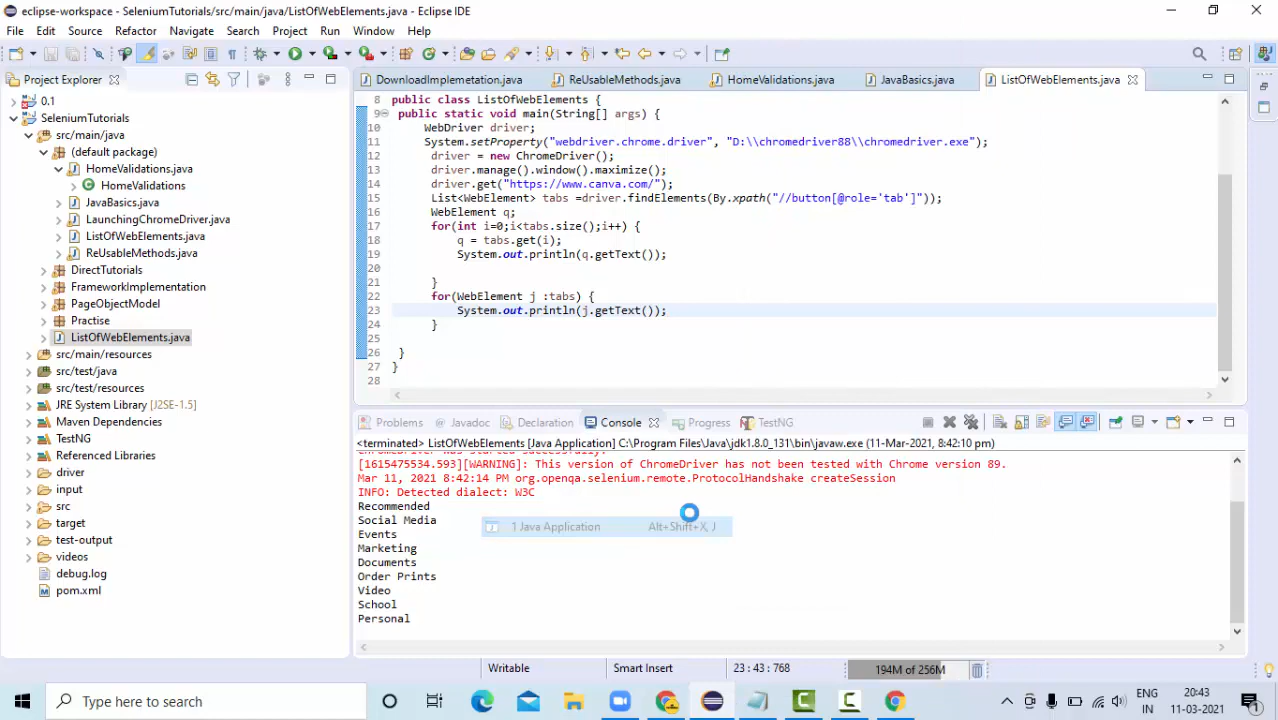 eclipse-workspace - SeleniumTutorials/src/main/java/ListOfWebElements.java - Eclipse IDE
File Edit Source Refactor Navigate Search Project Run Window Help
Project Explorer
0.1
SeleniumTutorials
src/main/java
(default package)
HomeValidations.java
HomeValidations
JavaBasics.java
LaunchingChromeDriver.java
ListOfWebElements.java
ReUsableMethods.java
DirectTutorials
FrameworkImplementation
PageObjectModel
Practise
ListOfWebElements.java
src/main/resources
src/test/java
src/test/resources
JRE System Library [J2SE-1.5]
Maven Dependencies
TestNG
Referenced Libraries
driver
input
src
target
test-output
videos
debug.log
pom.xml
DownloadImplemetation.java ReUsableMethods.java HomeValidations.java JavaBasics.java ListOfWebElements.java
8 public class ListOfWebElements {
9 public static void main(String[] args) {
10 WebDriver driver;
11 System.setProperty("webdriver.chrome.driver", "D:\\chromedriver88\\chromedriver.exe");
12 driver = new ChromeDriver();
13 driver.manage().window().maximize();
14 driver.get("https://www.canva.com/");
15 List<WebElement> tabs =driver.findElements(By.xpath("//button[@role='tab']"));
16 WebElement q;
17 for(int i=0;i<tabs.size();i++) {
18 q = tabs.get(i);
19 System.out.println(q.getText());
20
21 }
22 for(WebElement j :tabs) {
23 System.out.println(j.getText());
24 }
25
26 }
27 }
28
Problems Javadoc Declaration Console Progress TestNG
<terminated> ListOfWebElements [Java Application] C:\Program Files\Java\jdk1.8.0_131\bin\javaw.exe (11-Mar-2021, 8:42:10 pm)
ChromeDriver was started successfully.
[1615475534.593][WARNING]: This version of ChromeDriver has not been tested with Chrome version 89.
Mar 11, 2021 8:42:14 PM org.openqa.selenium.remote.ProtocolHandshake createSession
INFO: Detected dialect: W3C
Recommended
Social Media
Events
Marketing
Documents
Order Prints
Video
School
Personal
1 Java Application Alt+Shift+X, J
Writable Smart Insert 23 : 43 : 768 194M of 256M
Type here to search
ENG
IN
20:43
11-03-2021
1